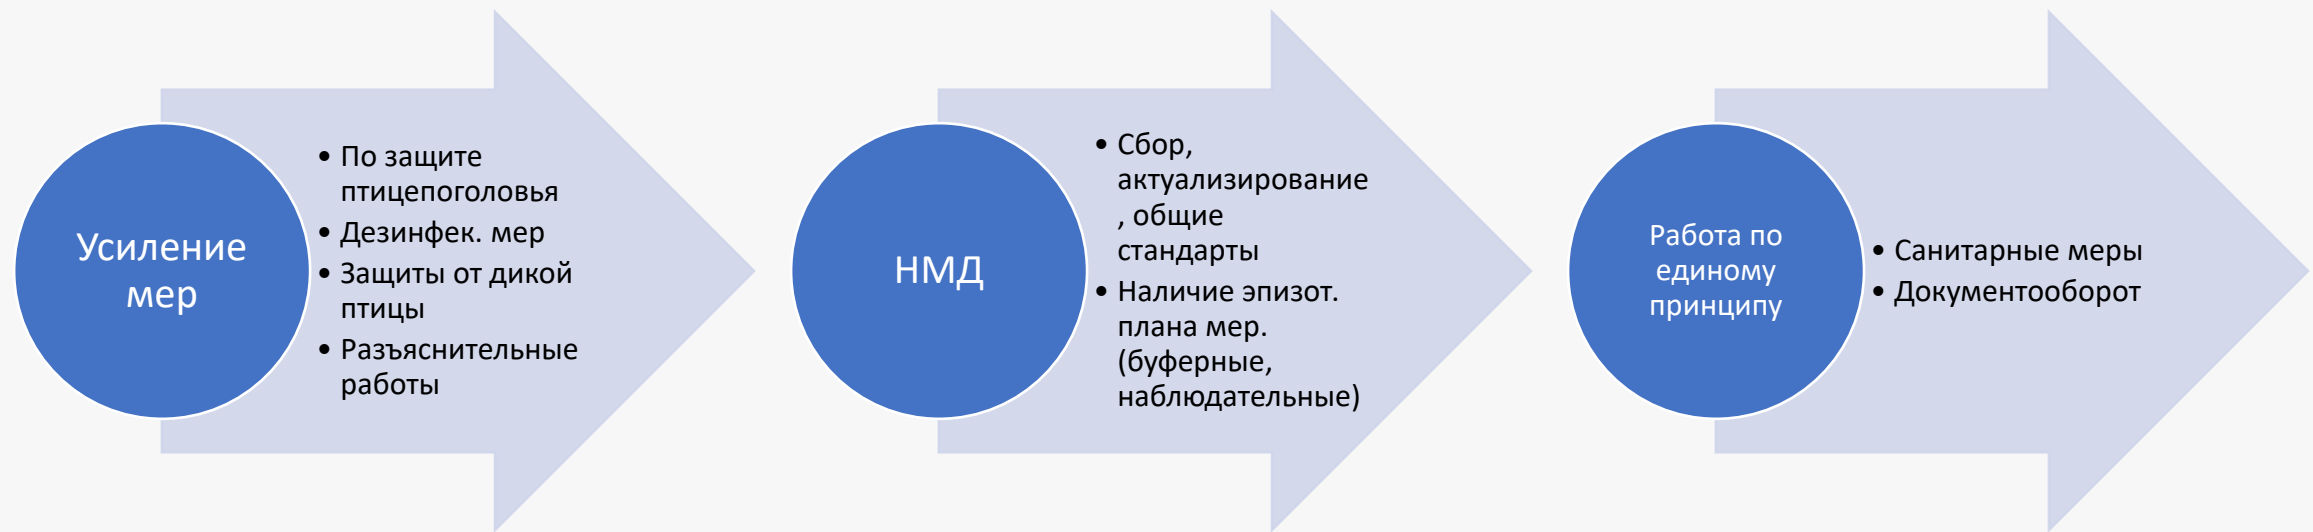 Усиление
мер
• По защите
птицепоголовья
• Дезинфек. мер
• Защиты от дикой
птицы
• Разъяснительные
работы
НМД
• Сбор,
актуализирование
, общие
стандарты
• Наличие эпизот.
плана мер.
(буферные,
наблюдательные)
Работа по
единому
принципу
• Санитарные меры
• Документооборот